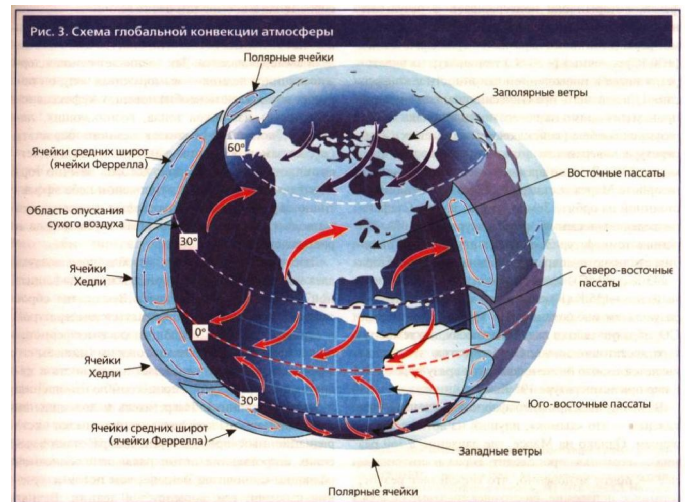 Рис. 3. Схема глобальной конвекции атмосферы
Полярные ячейки
Заполярные ветры
60°
Ячейки средних широт
(ячейки Феррелла)
Восточные пассаты
Область опускания
сухого воздуха
30°
Ячейки
Хедли
Северо-восточные
пассаты
0°
Ячейки
Хедли
30°
Юго-восточные пассаты
Ячейки средних широт
(ячейки Феррелла)
Западные ветры
Полярные ячейки